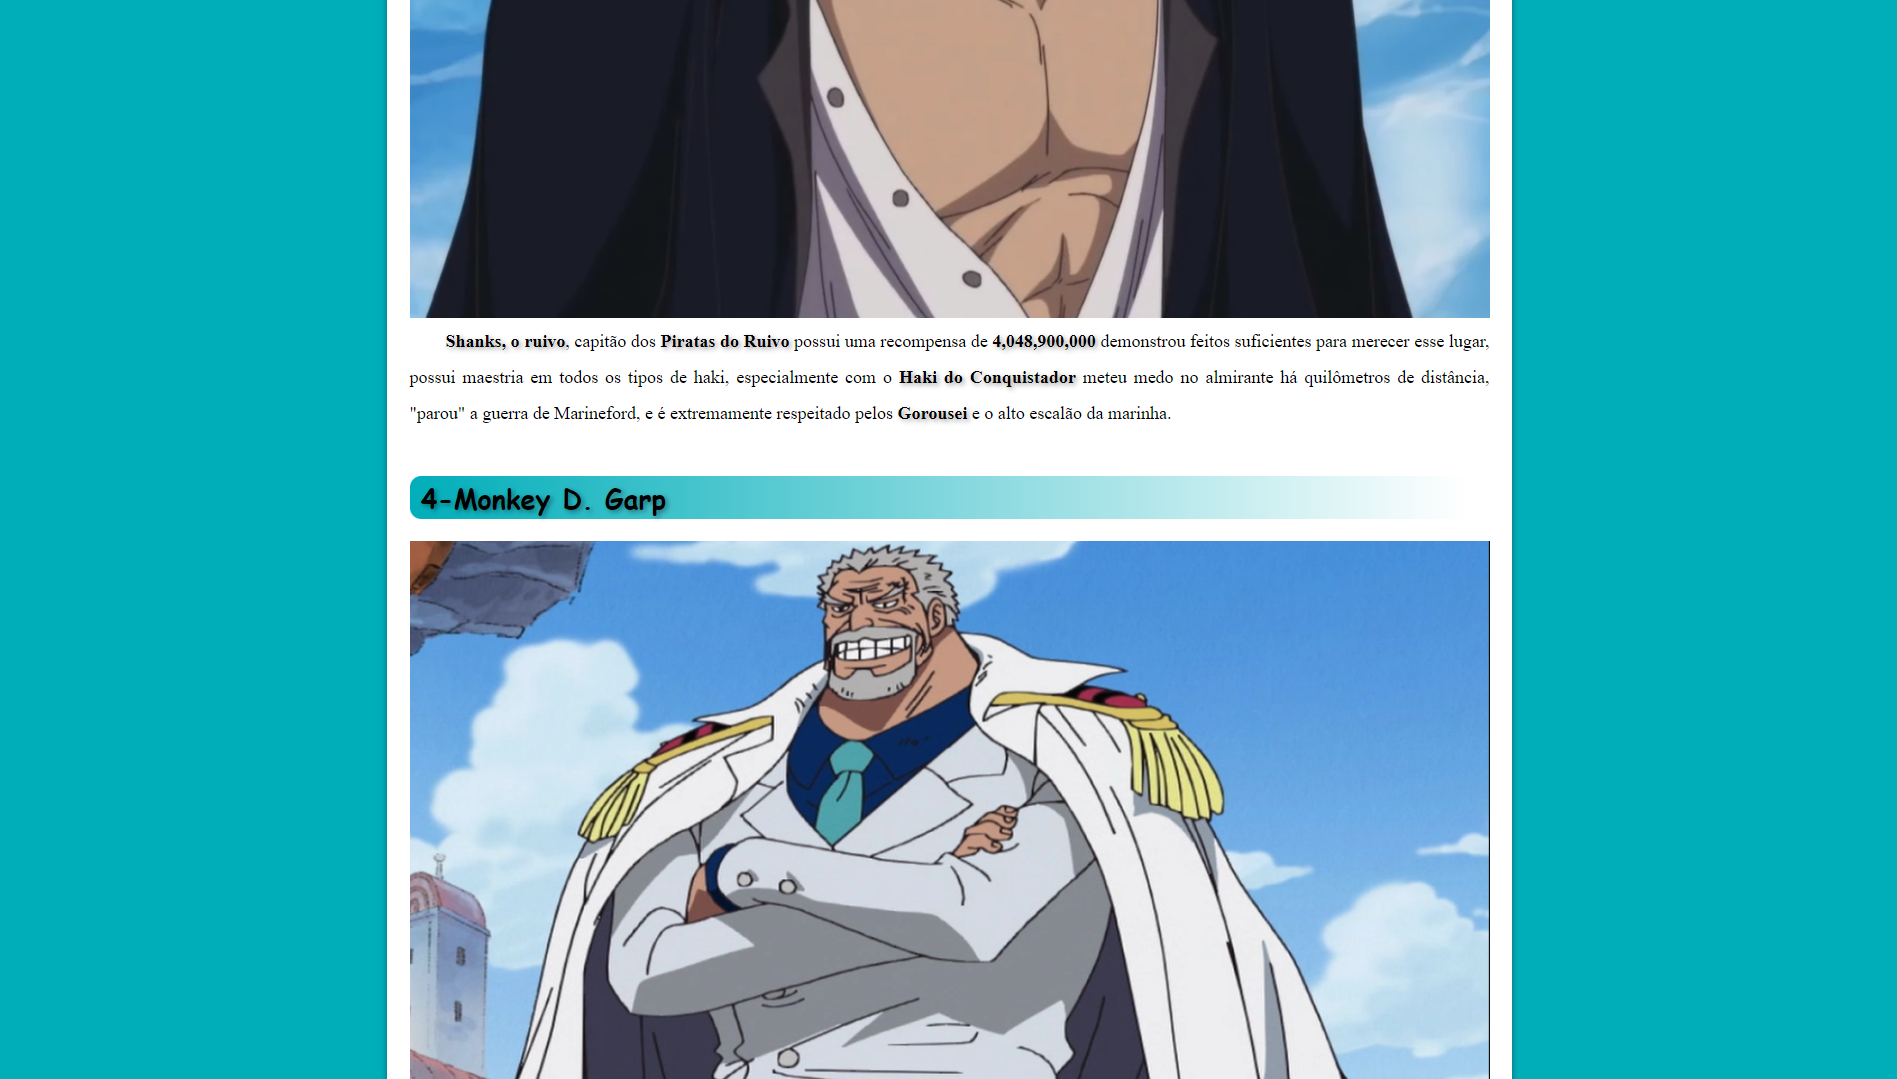 Shanks, o ruivo, capitão dos Piratas do Ruivo possui uma recompensa de 4,048,900,000 demonstrou feitos suficientes para merecer esse lugar,
possui maestria em todos os tipos de haki, especialmente com o Haki do Conquistador meteu medo no almirante há quilômetros de distância,
"parou" a guerra de Marineford, e é extremamente respeitado pelos Gorousei e o alto escalão da marinha.
4-Monkey D. Garp